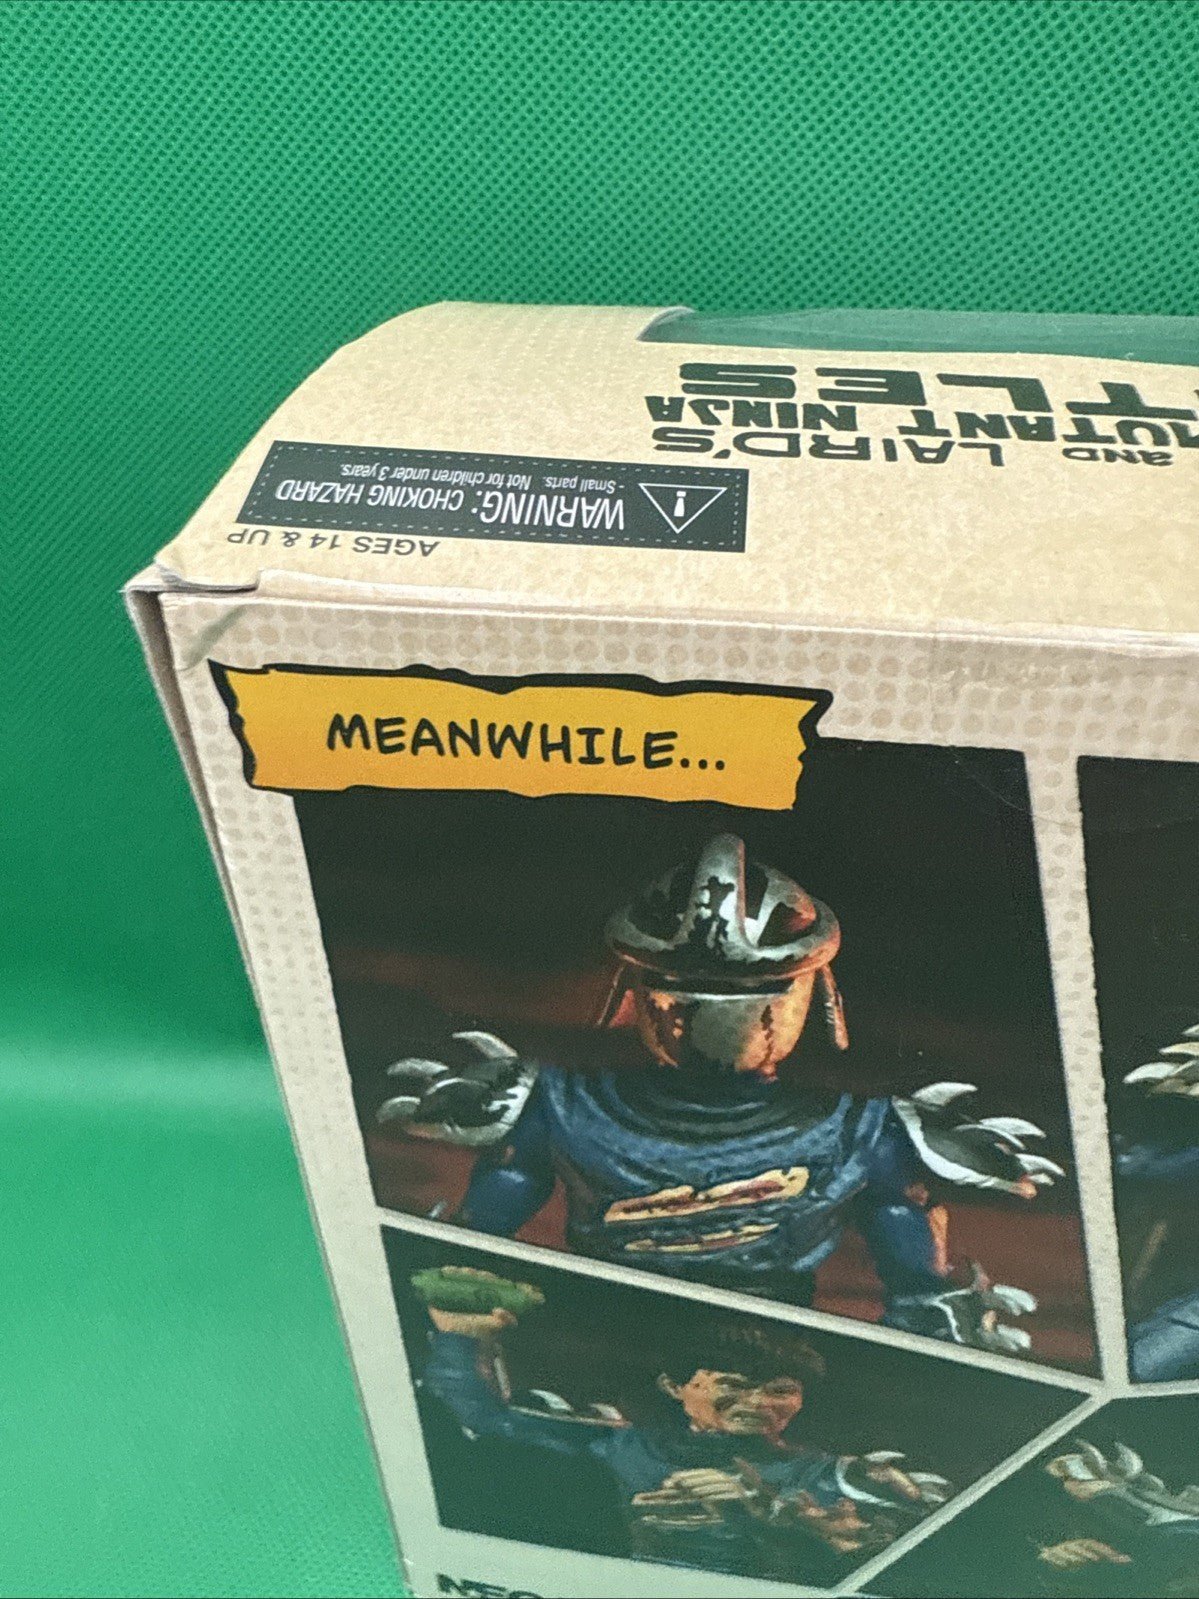 AND LAIRD'S
MUTANT NINJA
TLES
WARNING: CHOKING HAZARD
- Small parts. Not for children under 3 years.
AGES 14 & UP
MEANWHILE...